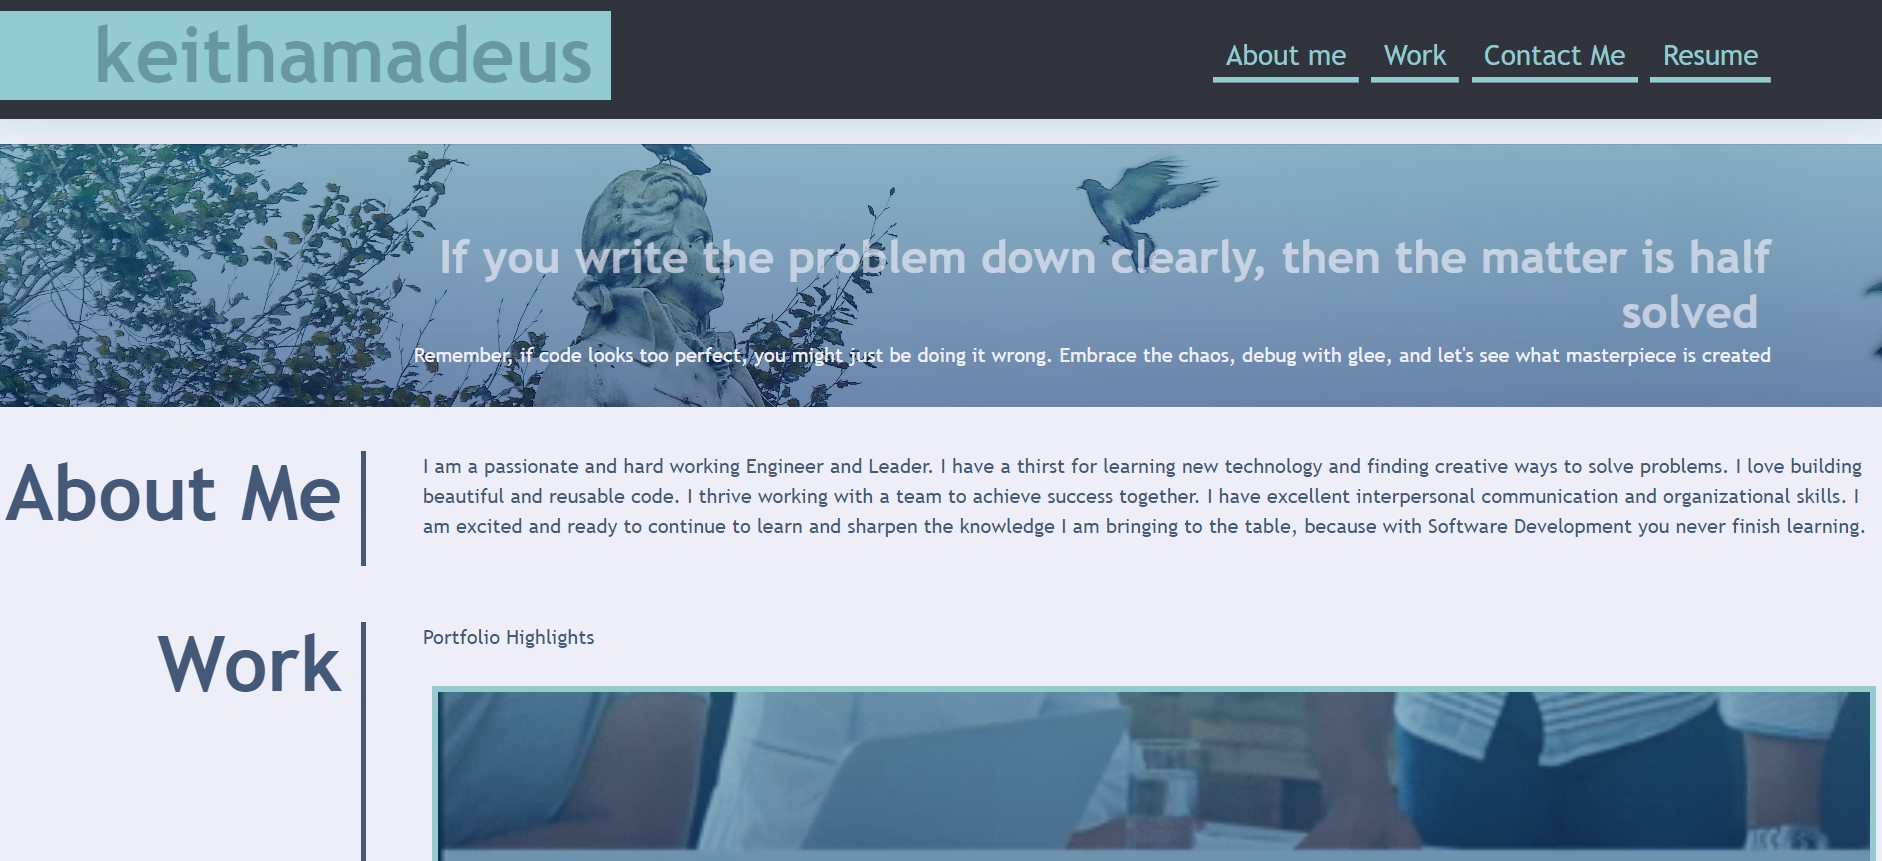 keithamadeus
About me Work Contact Me Resume
If you write the problem down clearly, then the matter is half
solved
Remember, if code looks too perfect, you might just be doing it wrong. Embrace the chaos, debug with glee, and let's see what masterpiece is created
About Me
I am a passionate and hard working Engineer and Leader. I have a thirst for learning new technology and finding creative ways to solve problems. I love building
beautiful and reusable code. I thrive working with a team to achieve success together. I have excellent interpersonal communication and organizational skills. I
am excited and ready to continue to learn and sharpen the knowledge I am bringing to the table, because with Software Development you never finish learning.
Work
Portfolio Highlights